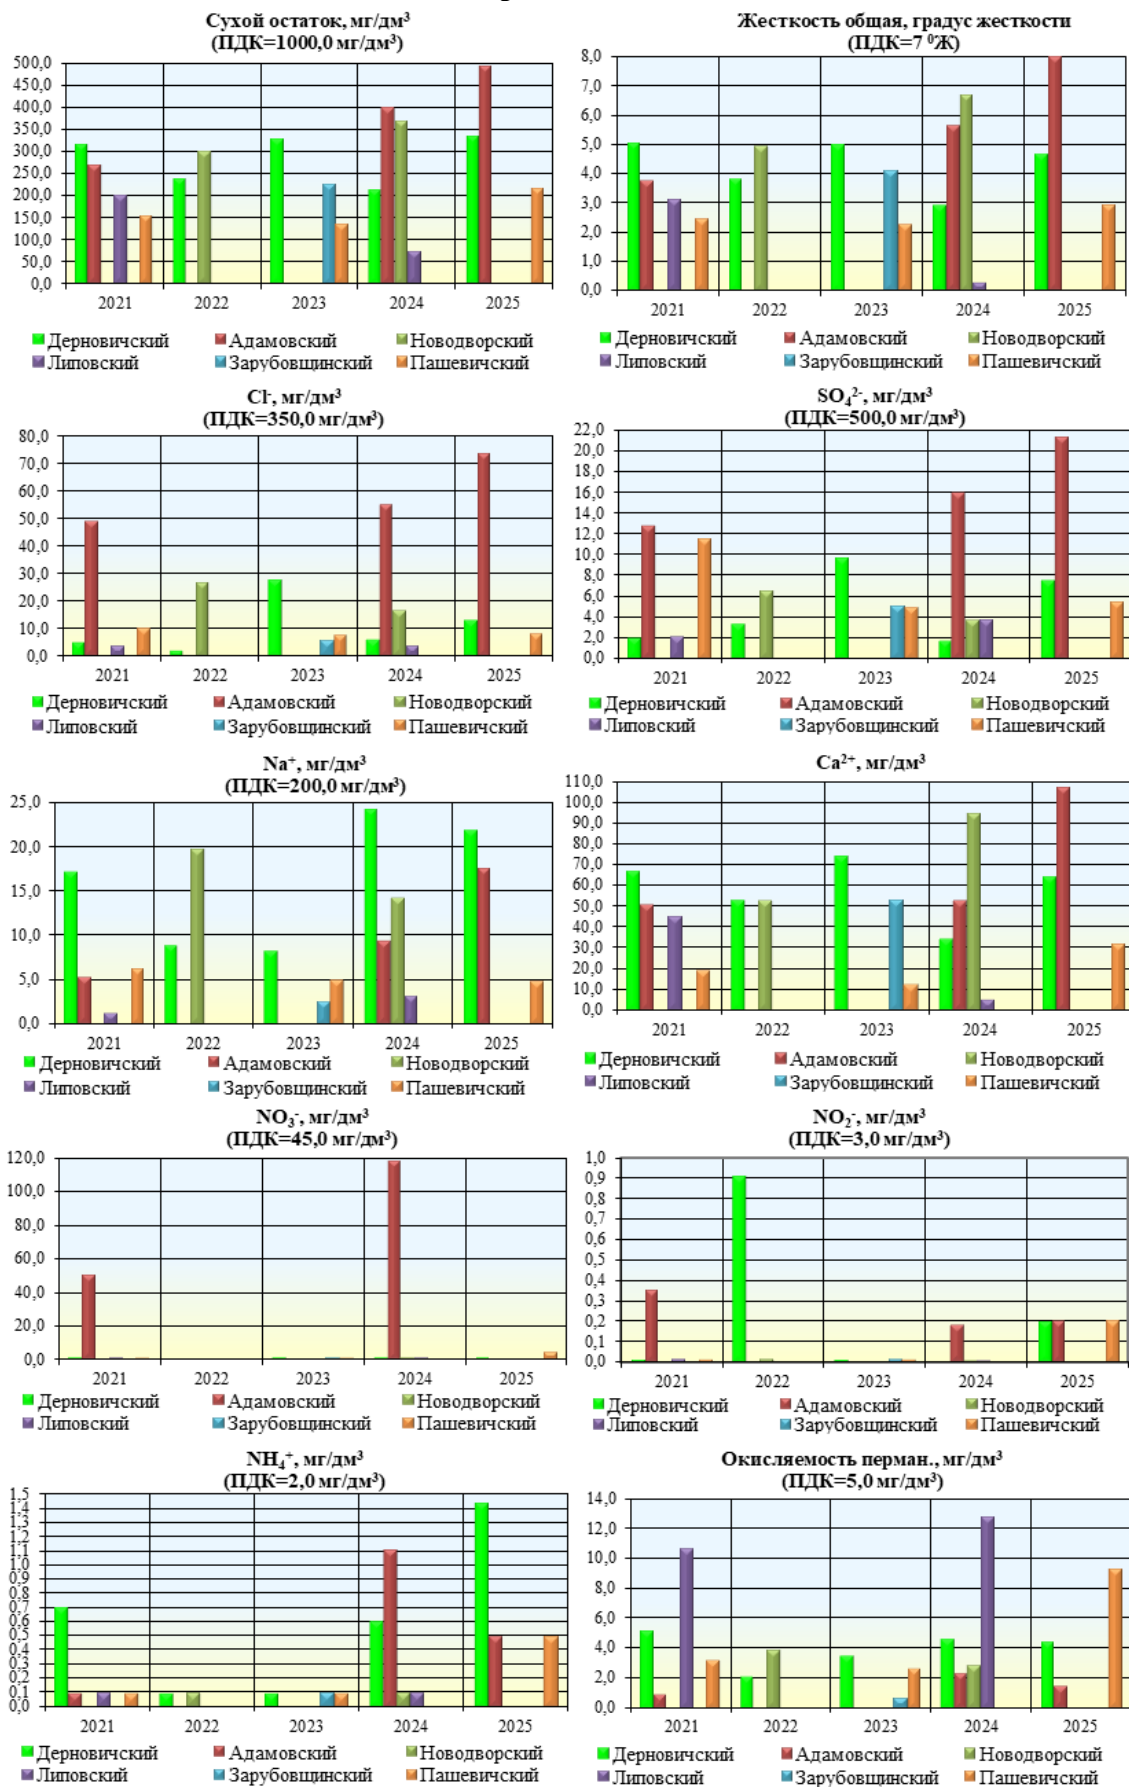 Сухой остаток, мг/дм³
(ПДК=1000,0 мг/дм³)
500,0
450,0
400,0
350,0
300,0
250,0
200,0
150,0
100,0
50,0
0,0
2021 2022 2023 2024 2025
Дерновичский Адамовский Новодворский
Липовский Зарубовщинский Пашевичский
Жесткость общая, градус жесткости
(ПДК=7 ⁰Ж)
8,0
7,0
6,0
5,0
4,0
3,0
2,0
1,0
0,0
2021 2022 2023 2024 2025
Дерновичский Адамовский Новодворский
Липовский Зарубовщинский Пашевичский
Cl⁻, мг/дм³
(ПДК=350,0 мг/дм³)
80,0
70,0
60,0
50,0
40,0
30,0
20,0
10,0
0,0
2021 2022 2023 2024 2025
Дерновичский Адамовский Новодворский
Липовский Зарубовщинский Пашевичский
SO₄²⁻, мг/дм³
(ПДК=500,0 мг/дм³)
22,0
20,0
18,0
16,0
14,0
12,0
10,0
8,0
6,0
4,0
2,0
0,0
2021 2022 2023 2024 2025
Дерновичский Адамовский Новодворский
Липовский Зарубовщинский Пашевичский
Na⁺, мг/дм³
(ПДК=200,0 мг/дм³)
25,0
20,0
15,0
10,0
5,0
0,0
2021 2022 2023 2024 2025
Дерновичский Адамовский Новодворский
Липовский Зарубовщинский Пашевичский
Ca²⁺, мг/дм³
110,0
100,0
90,0
80,0
70,0
60,0
50,0
40,0
30,0
20,0
10,0
0,0
2021 2022 2023 2024 2025
Дерновичский Адамовский Новодворский
Липовский Зарубовщинский Пашевичский
NO₃⁻, мг/дм³
(ПДК=45,0 мг/дм³)
120,0
100,0
80,0
60,0
40,0
20,0
0,0
2021 2022 2023 2024 2025
Дерновичский Адамовский Новодворский
Липовский Зарубовщинский Пашевичский
NO₂⁻, мг/дм³
(ПДК=3,0 мг/дм³)
1,0
0,9
0,8
0,7
0,6
0,5
0,4
0,3
0,2
0,1
0,0
2021 2022 2023 2024 2025
Дерновичский Адамовский Новодворский
Липовский Зарубовщинский Пашевичский
NH₄⁺, мг/дм³
(ПДК=2,0 мг/дм³)
1,5
1,4
1,3
1,2
1,1
1,0
0,9
0,8
0,7
0,6
0,5
0,4
0,3
0,2
0,1
0,0
2021 2022 2023 2024 2025
Дерновичский Адамовский Новодворский
Липовский Зарубовщинский Пашевичский
Окисляемость перман., мг/дм³
(ПДК=5,0 мг/дм³)
14,0
12,0
10,0
8,0
6,0
4,0
2,0
0,0
2021 2022 2023 2024 2025
Дерновичский Адамовский Новодворский
Липовский Зарубовщинский Пашевичский